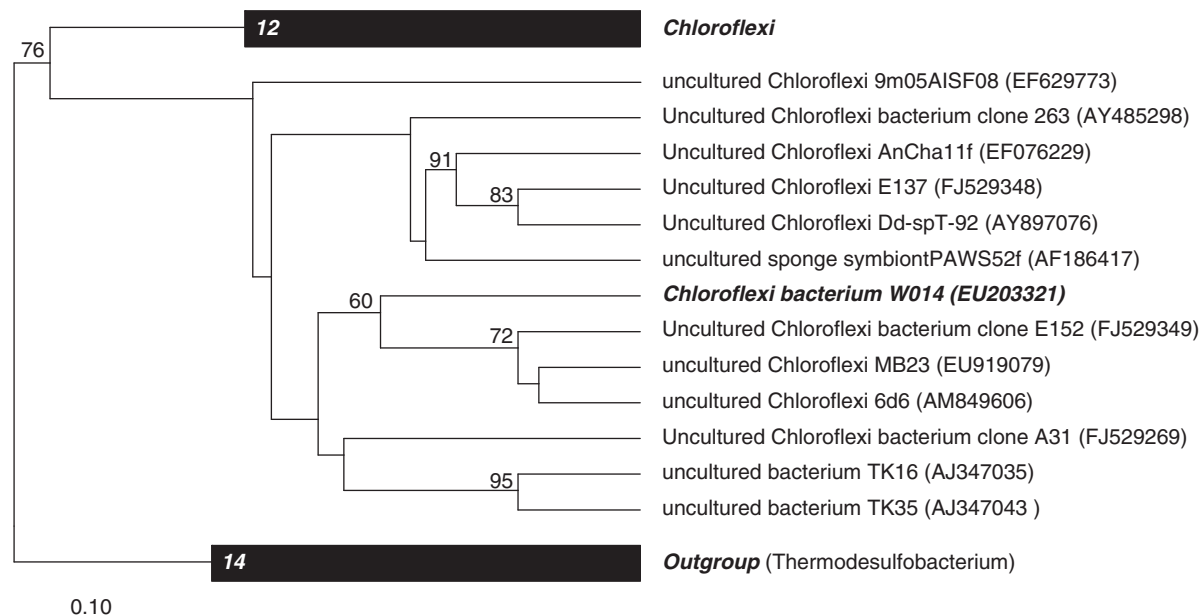 12 Chloroflexi
76
uncultured Chloroflexi 9m05AISF08 (EF629773)
Uncultured Chloroflexi bacterium clone 263 (AY485298)
91 Uncultured Chloroflexi AnCha11f (EF076229)
83 Uncultured Chloroflexi E137 (FJ529348)
Uncultured Chloroflexi Dd-spT-92 (AY897076)
uncultured sponge symbiontPAWS52f (AF186417)
60 Chloroflexi bacterium W014 (EU203321)
72 Uncultured Chloroflexi bacterium clone E152 (FJ529349)
uncultured Chloroflexi MB23 (EU919079)
uncultured Chloroflexi 6d6 (AM849606)
Uncultured Chloroflexi bacterium clone A31 (FJ529269)
95 uncultured bacterium TK16 (AJ347035)
uncultured bacterium TK35 (AJ347043 )
14 Outgroup (Thermodesulfobacterium)
0.10